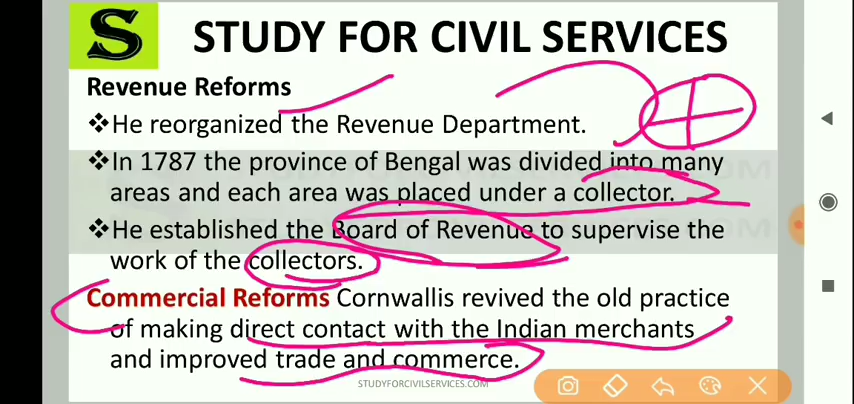 S STUDY FOR CIVIL SERVICES
Revenue Reforms
❖He reorganized the Revenue Department.
❖In 1787 the province of Bengal was divided into many
areas and each area was placed under a collector.
❖He established the Board of Revenue to supervise the
work of the collectors.
Commercial Reforms Cornwallis revived the old practice
of making direct contact with the Indian merchants
and improved trade and commerce.
STUDYFORCIVILSERVICES.COM